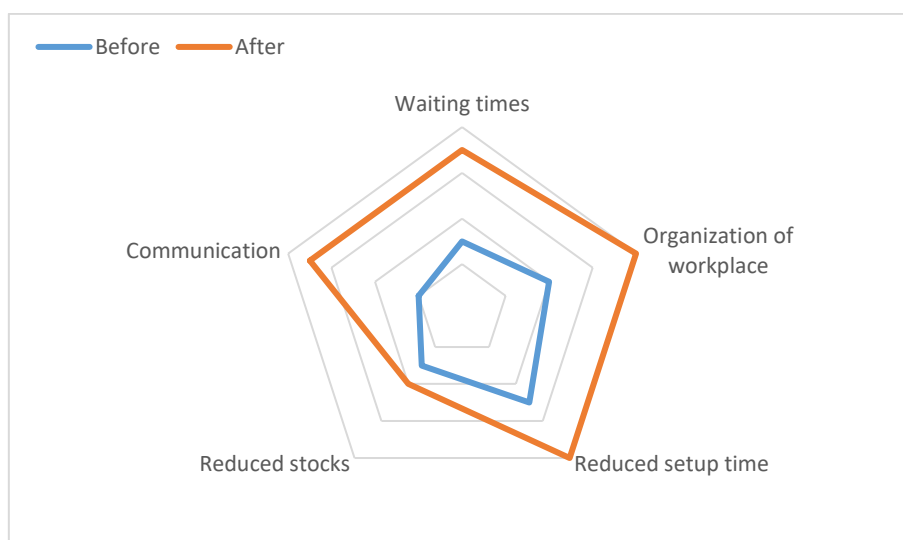 Before After
Waiting times
Organization of
workplace
Communication
Reduced stocks
Reduced setup time